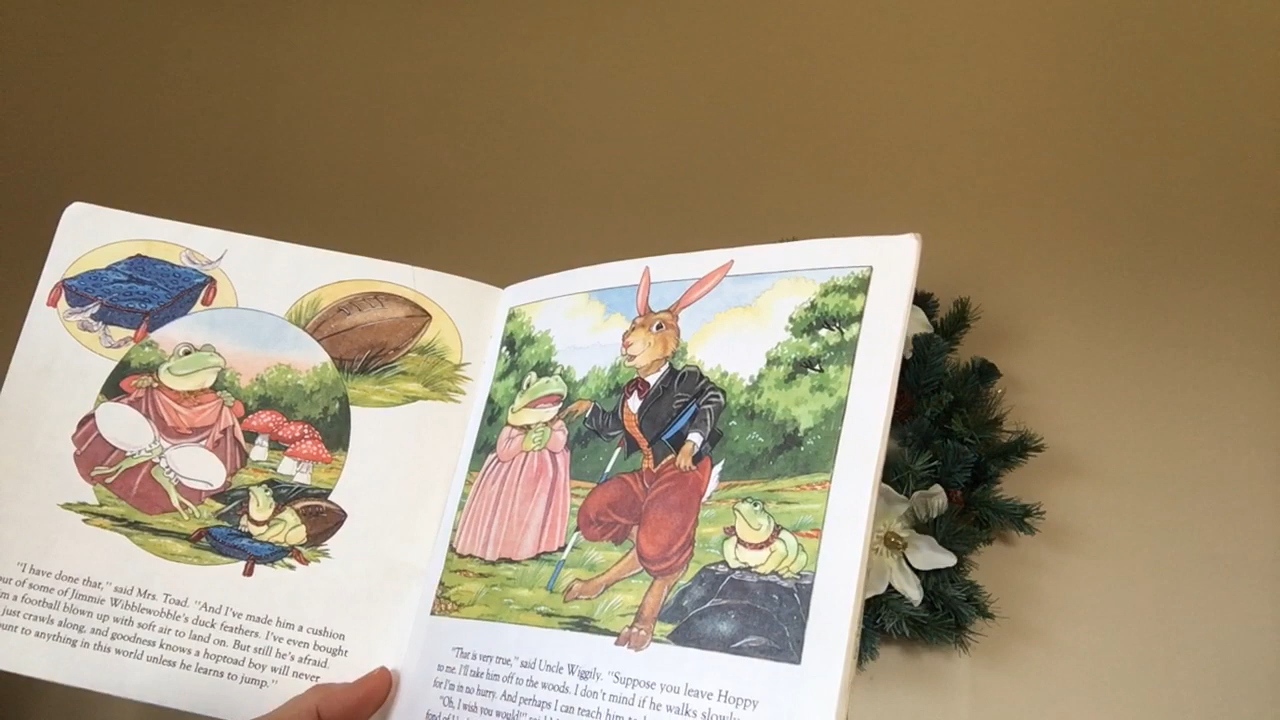 "I have done that," said Mrs. Toad. "And I've made him a cushion
out of some of Jimmie Wibblewobble's duck feathers. I've even bought
a football blown up with soft air to land on. But still he's afraid.
just crawls along, and goodness knows a hoptoad boy will never
to anything in this world unless he learns to jump."
"That is very true," said Uncle Wiggily. "Suppose you leave Hoppy
to me. I'll take him off to the woods. I don't mind if he walks slowly,
for I'm in no hurry. And perhaps I can teach him
"Oh, I wish you would!"
fond of